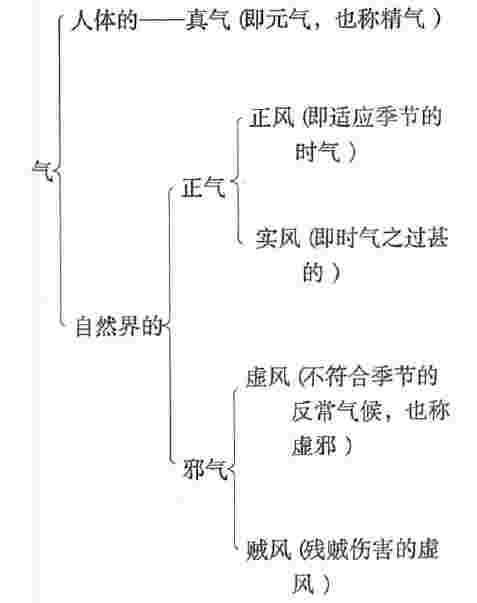 人体的——真气(即元气，也称精气)
正风(即适应季节的
时气)
气
正气
实风(即时气之过甚
的)
自然界的
虚风(不符合季节的
反常气候，也称
虚邪)
邪气
贼风(残贼伤害的虚
风)